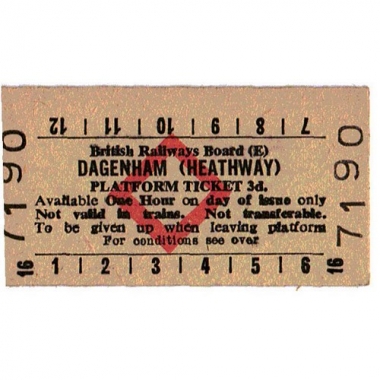 12 | 11 | 10 | 9 | 8 | 7
British Railways Board (E)
DAGENHAM (HEATHWAY)
PLATFORM TICKET 3d.
Available One Hour on day of issue only
Not valid in trains. Not transferable.
To be given up when leaving platform
For conditions see over
1 | 2 | 3 | 4 | 5 | 6
7190
7190
16
16